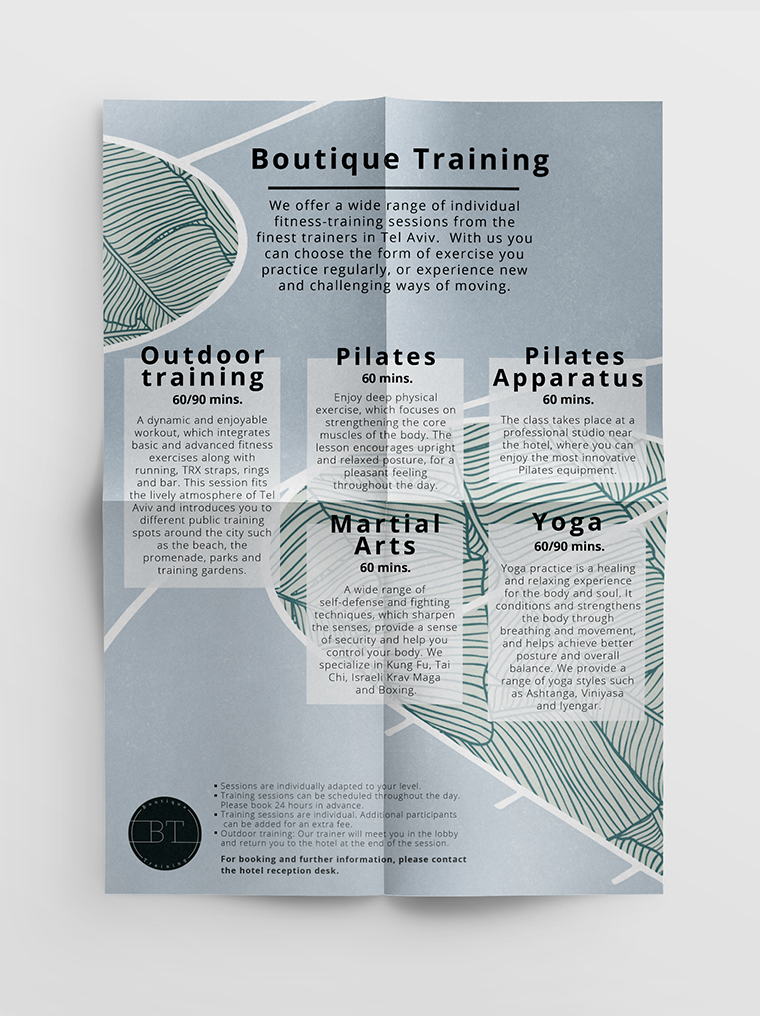 Boutique Training
We offer a wide range of individual
fitness-training sessions from the
finest trainers in Tel Aviv. With us you
can choose the form of exercise you
practice regularly, or experience new
and challenging ways of moving.
Outdoor
training
60/90 mins.
A dynamic and enjoyable
workout, which integrates
basic and advanced fitness
exercises along with
running, TRX straps, rings
and bar. This session fits
the lively atmosphere of Tel
Aviv and introduces you to
different public training
spots around the city such
as the beach, the
promenade, parks and
training gardens.
Pilates
60 mins.
Enjoy deep physical
exercise, which focuses on
strengthening the core
muscles of the body. The
lesson encourages upright
and relaxed posture, for a
pleasant feeling
throughout the day.
Pilates
Apparatus
60 mins.
The class takes place at a
professional studio near
the hotel, where you can
enjoy the most innovative
Pilates equipment.
Martial
Arts
60 mins.
A wide range of
self-defense and fighting
techniques, which sharpen
the senses, provide a sense
of security and help you
control your body. We
specialize in Kung Fu, Tai
Chi, Israeli Krav Maga
and Boxing.
Yoga
60/90 mins.
Yoga practice is a healing
and relaxing experience
for the body and soul. It
conditions and strengthens
the body through
breathing and movement,
and helps achieve better
posture and overall
balance. We provide a
range of yoga styles such
as Ashtanga, Viniyasa
and Iyengar.
Boutique
BT
Training
▪ Sessions are individually adapted to your level.
▪ Training sessions can be scheduled throughout the day.
Please book 24 hours in advance.
▪ Training sessions are individual. Additional participants
can be added for an extra fee.
▪ Outdoor training: Our trainer will meet you in the lobby
and return you to the hotel at the end of the session.
For booking and further information, please contact
the hotel reception desk.